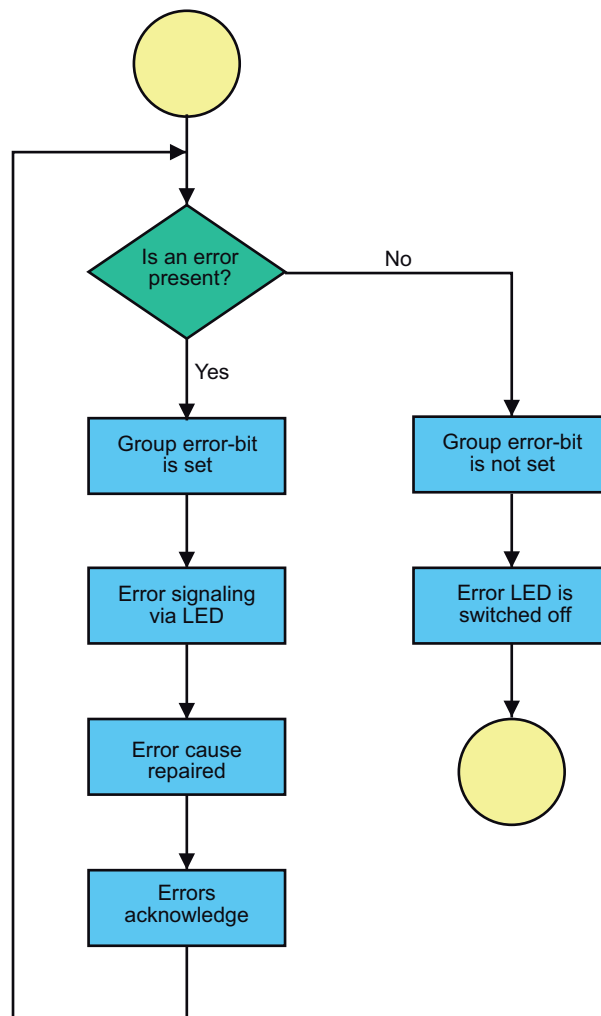 Is an error
present?
No
Yes
Group error-bit
is set
Group error-bit
is not set
Error signaling
via LED
Error LED is
switched off
Error cause
repaired
Errors
acknowledge